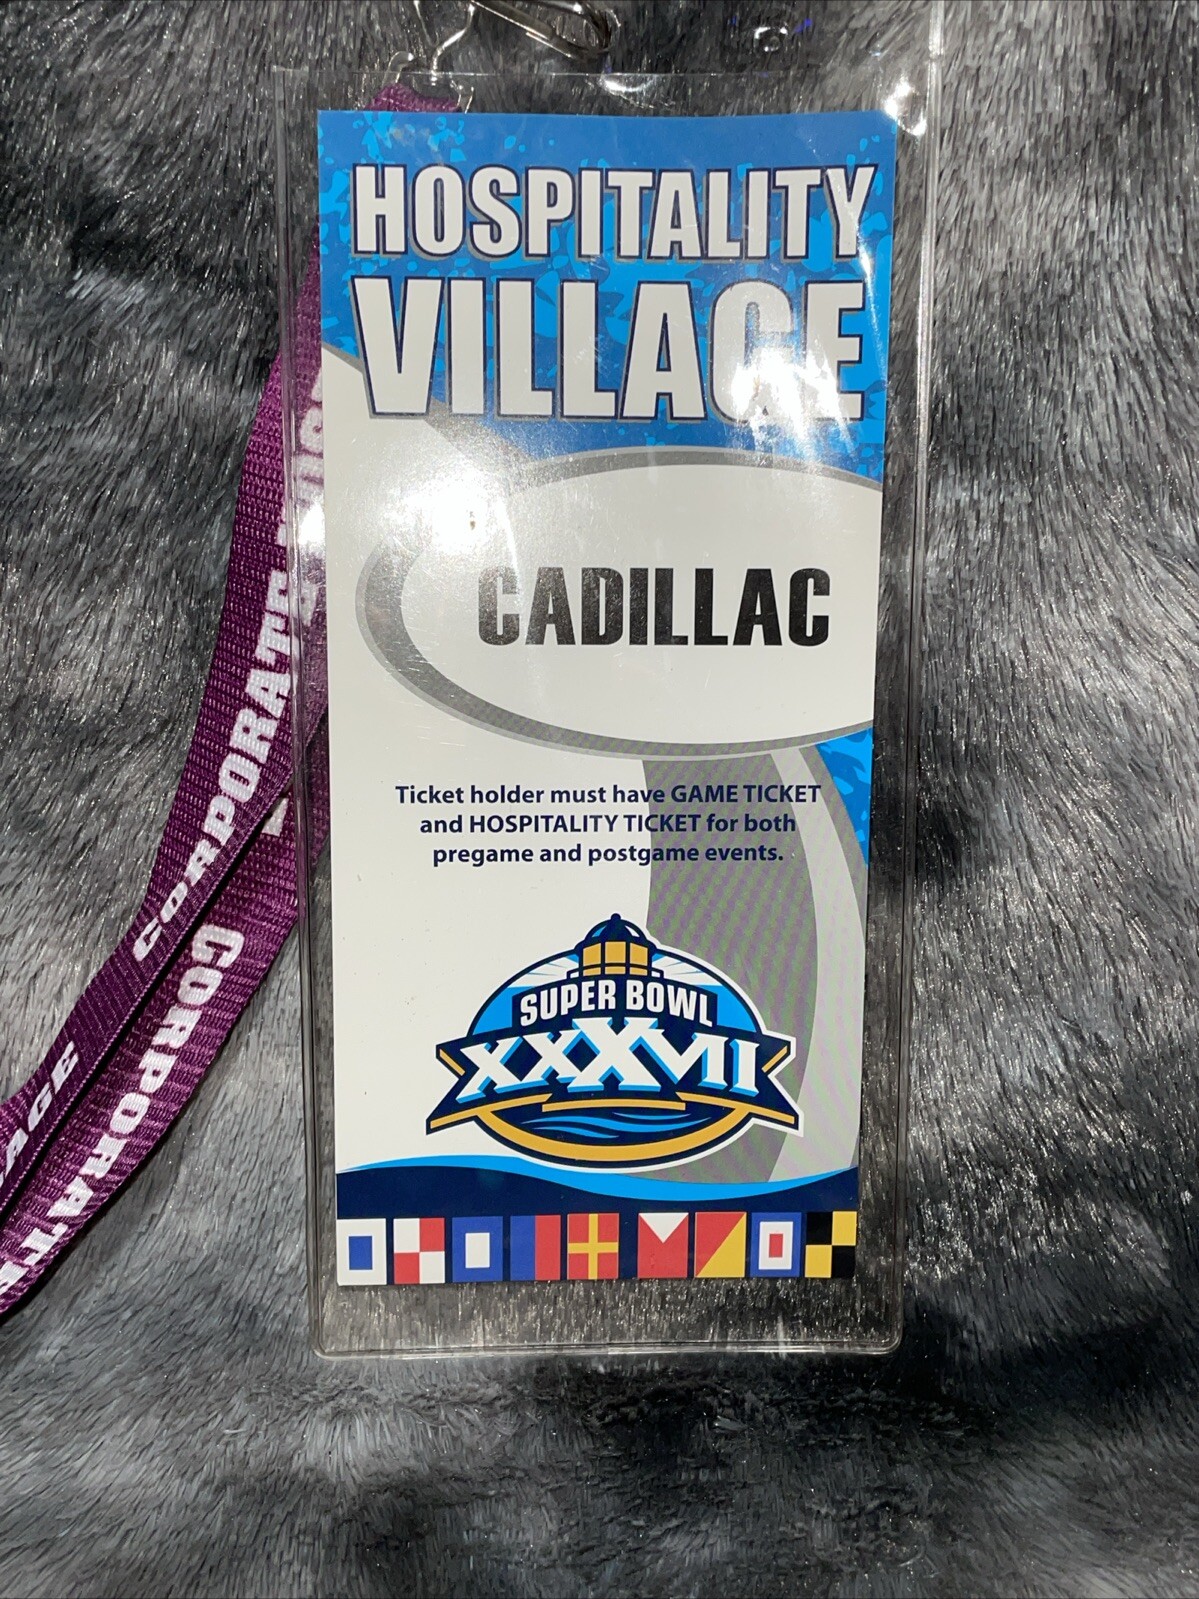 HOSPITALITY
VILLAGE
CADILLAC
Ticket holder must have GAME TICKET
and HOSPITALITY TICKET for both
pregame and postgame events.
SUPER BOWL
XXXVII
CORPORATE
CORPORATE